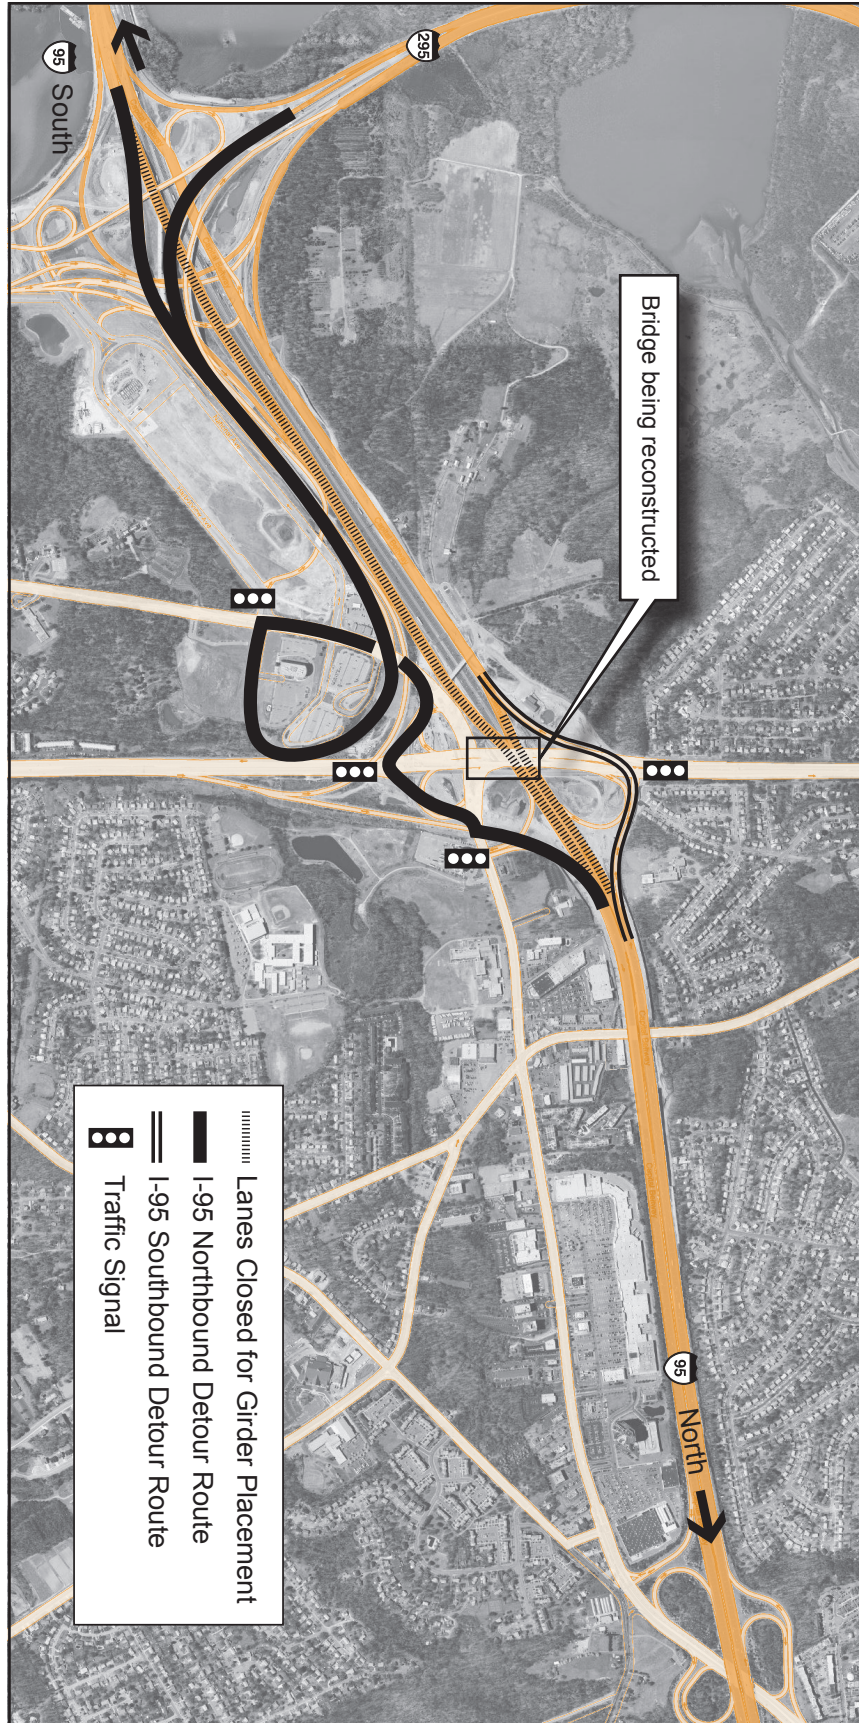 295
95
South
Bridge being reconstructed
95
North
Lanes Closed for Girder Placement
I-95 Northbound Detour Route
I-95 Southbound Detour Route
Traffic Signal